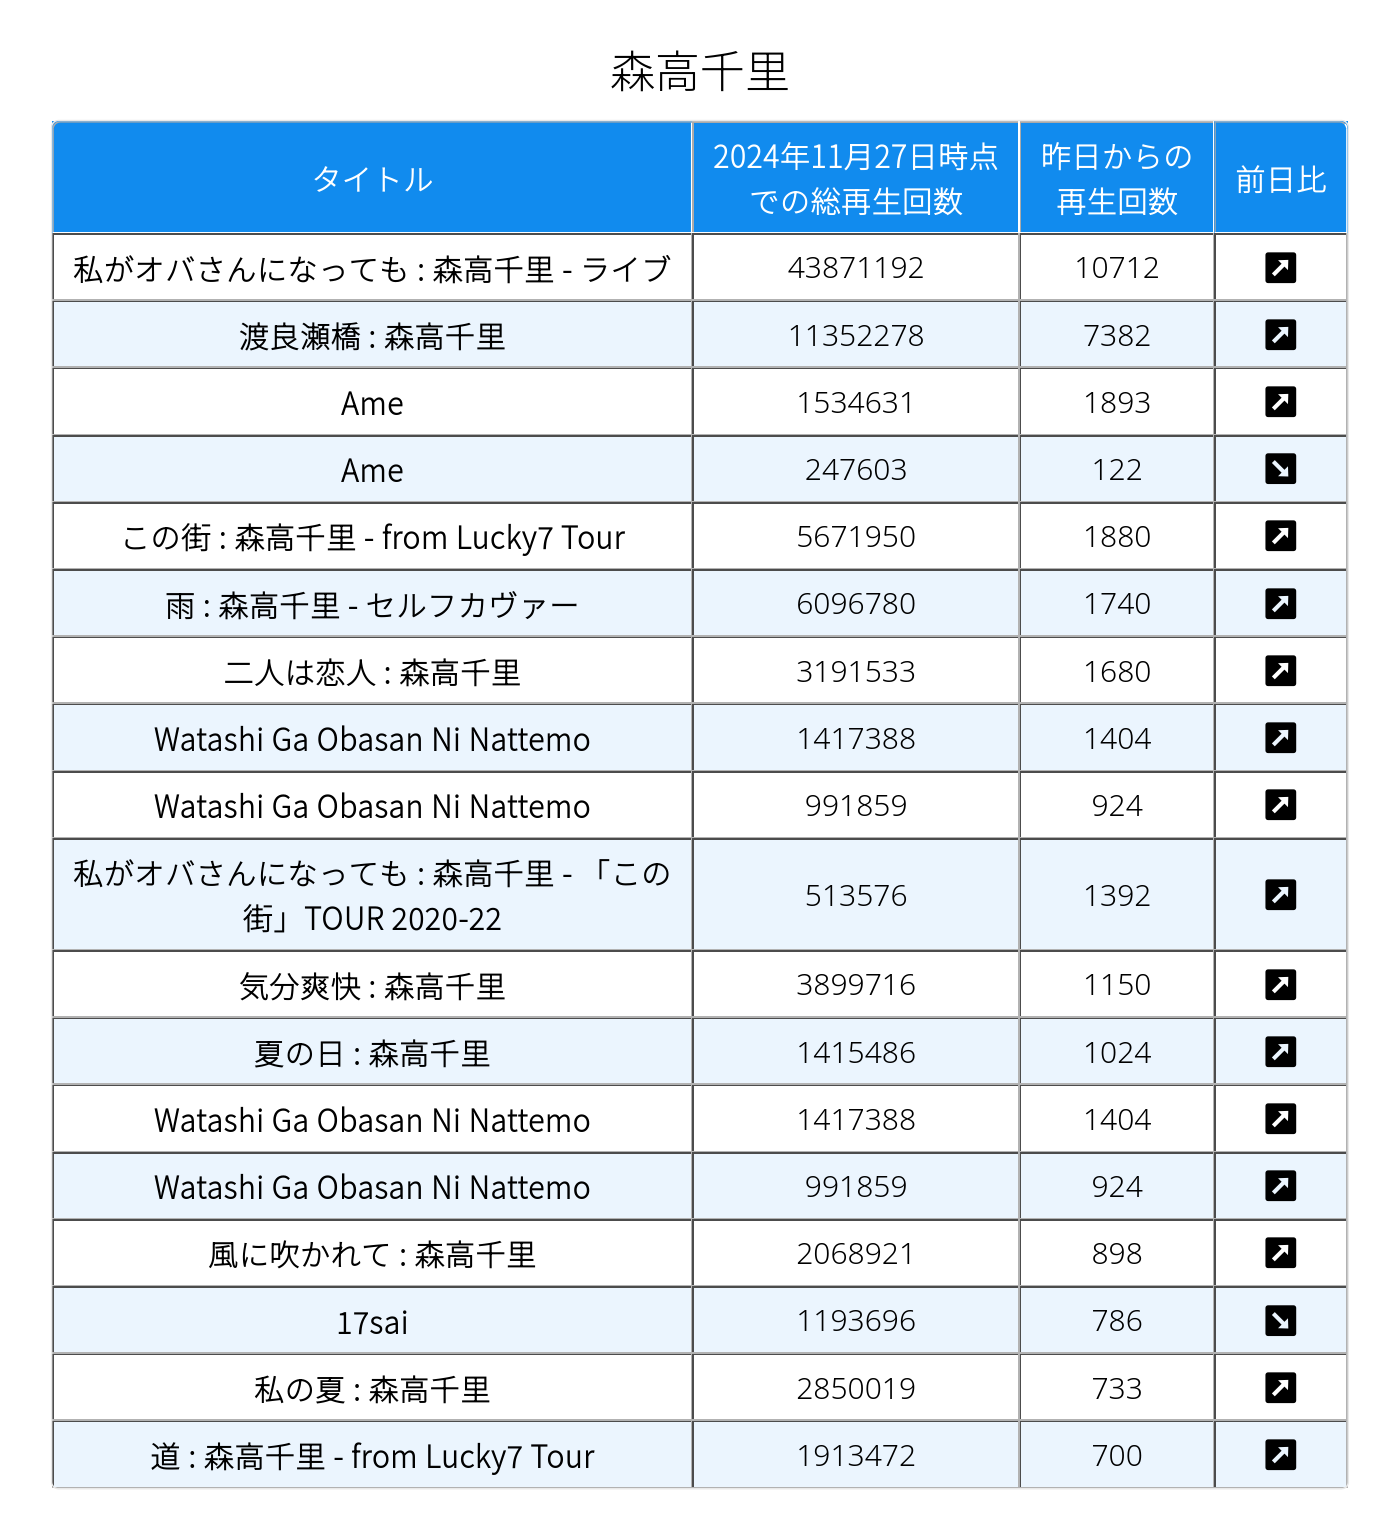 森高千里
タイトル 2024年11月27日時点での総再生回数 昨日からの再生回数 前日比
私がオバさんになっても : 森高千里 - ライブ 43871192 10712
渡良瀬橋 : 森高千里 11352278 7382
Ame 1534631 1893
Ame 247603 122
この街 : 森高千里 - from Lucky7 Tour 5671950 1880
雨 : 森高千里 - セルフカヴァー 6096780 1740
二人は恋人 : 森高千里 3191533 1680
Watashi Ga Obasan Ni Nattemo 1417388 1404
Watashi Ga Obasan Ni Nattemo 991859 924
私がオバさんになっても : 森高千里 - 「この街」TOUR 2020-22 513576 1392
気分爽快 : 森高千里 3899716 1150
夏の日 : 森高千里 1415486 1024
Watashi Ga Obasan Ni Nattemo 1417388 1404
Watashi Ga Obasan Ni Nattemo 991859 924
風に吹かれて : 森高千里 2068921 898
17sai 1193696 786
私の夏 : 森高千里 2850019 733
道 : 森高千里 - from Lucky7 Tour 1913472 700